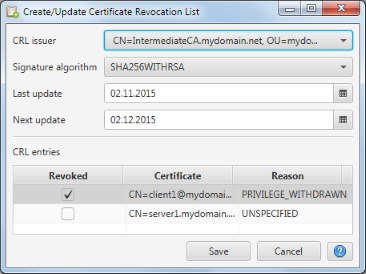 Create/Update Certificate Revocation List
CRL issuer CN=IntermediateCA.mydomain.net, OU=mydo...
Signature algorithm SHA256WITHRSA
Last update 02.11.2015
Next update 02.12.2015
CRL entries
Revoked Certificate Reason
CN=client1@mydomai... PRIVILEGE_WITHDRAWN
CN=server1.mydomain.... UNSPECIFIED
Save Cancel ?